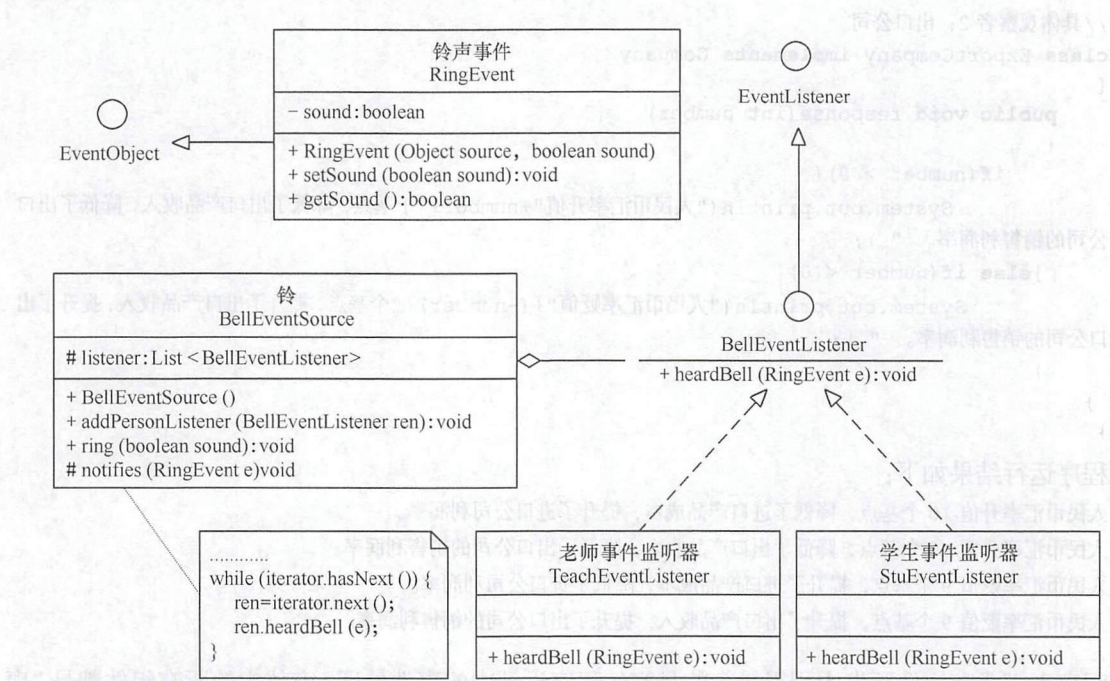 铃声事件
RingEvent
- sound:boolean
+ RingEvent (Object source, boolean sound)
+ setSound (boolean sound):void
+ getSound ():boolean
EventObject
EventListener
铃
BellEventSource
# listener:List <BellEventListener>
+ BellEventSource ()
+ addPersonListener (BellEventListener ren):void
+ ring (boolean sound):void
# notifies (RingEvent e):void
BellEventListener
+ heardBell (RingEvent e):void
............
while (iterator.hasNext ()) {
ren=iterator.next ();
ren.heardBell (e);
}
老师事件监听器
TeachEventListener
+ heardBell (RingEvent e):void
学生事件监听器
StuEventListener
+ heardBell (RingEvent e):void